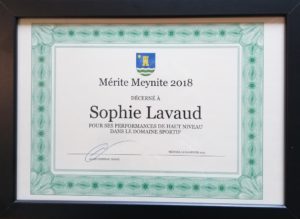 Mérite Meynite 2018
DÉCERNÉ À
Sophie Lavaud
POUR SES PERFORMANCES DE HAUT NIVEAU
DANS LE DOMAINE SPORTIF